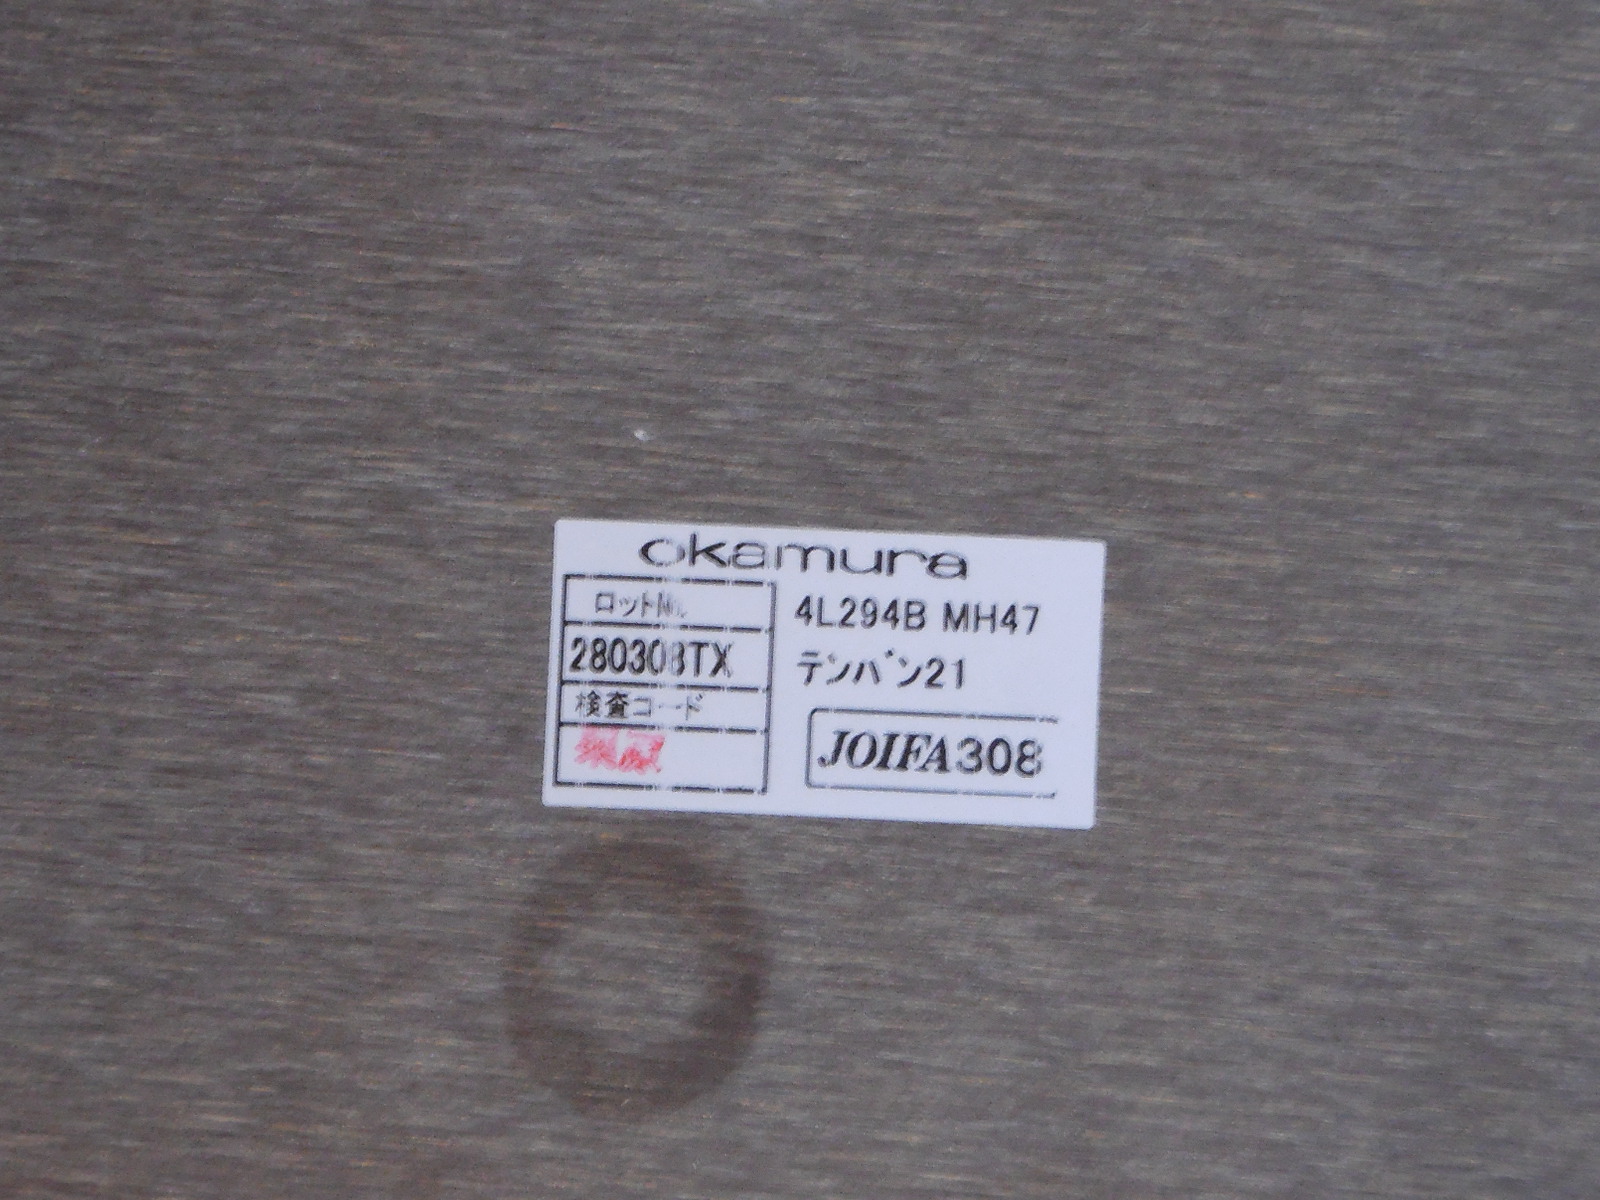 okamura
ロットNo.
280308TX
検査コード
4L294B MH47
テンバン21
JOIFA308